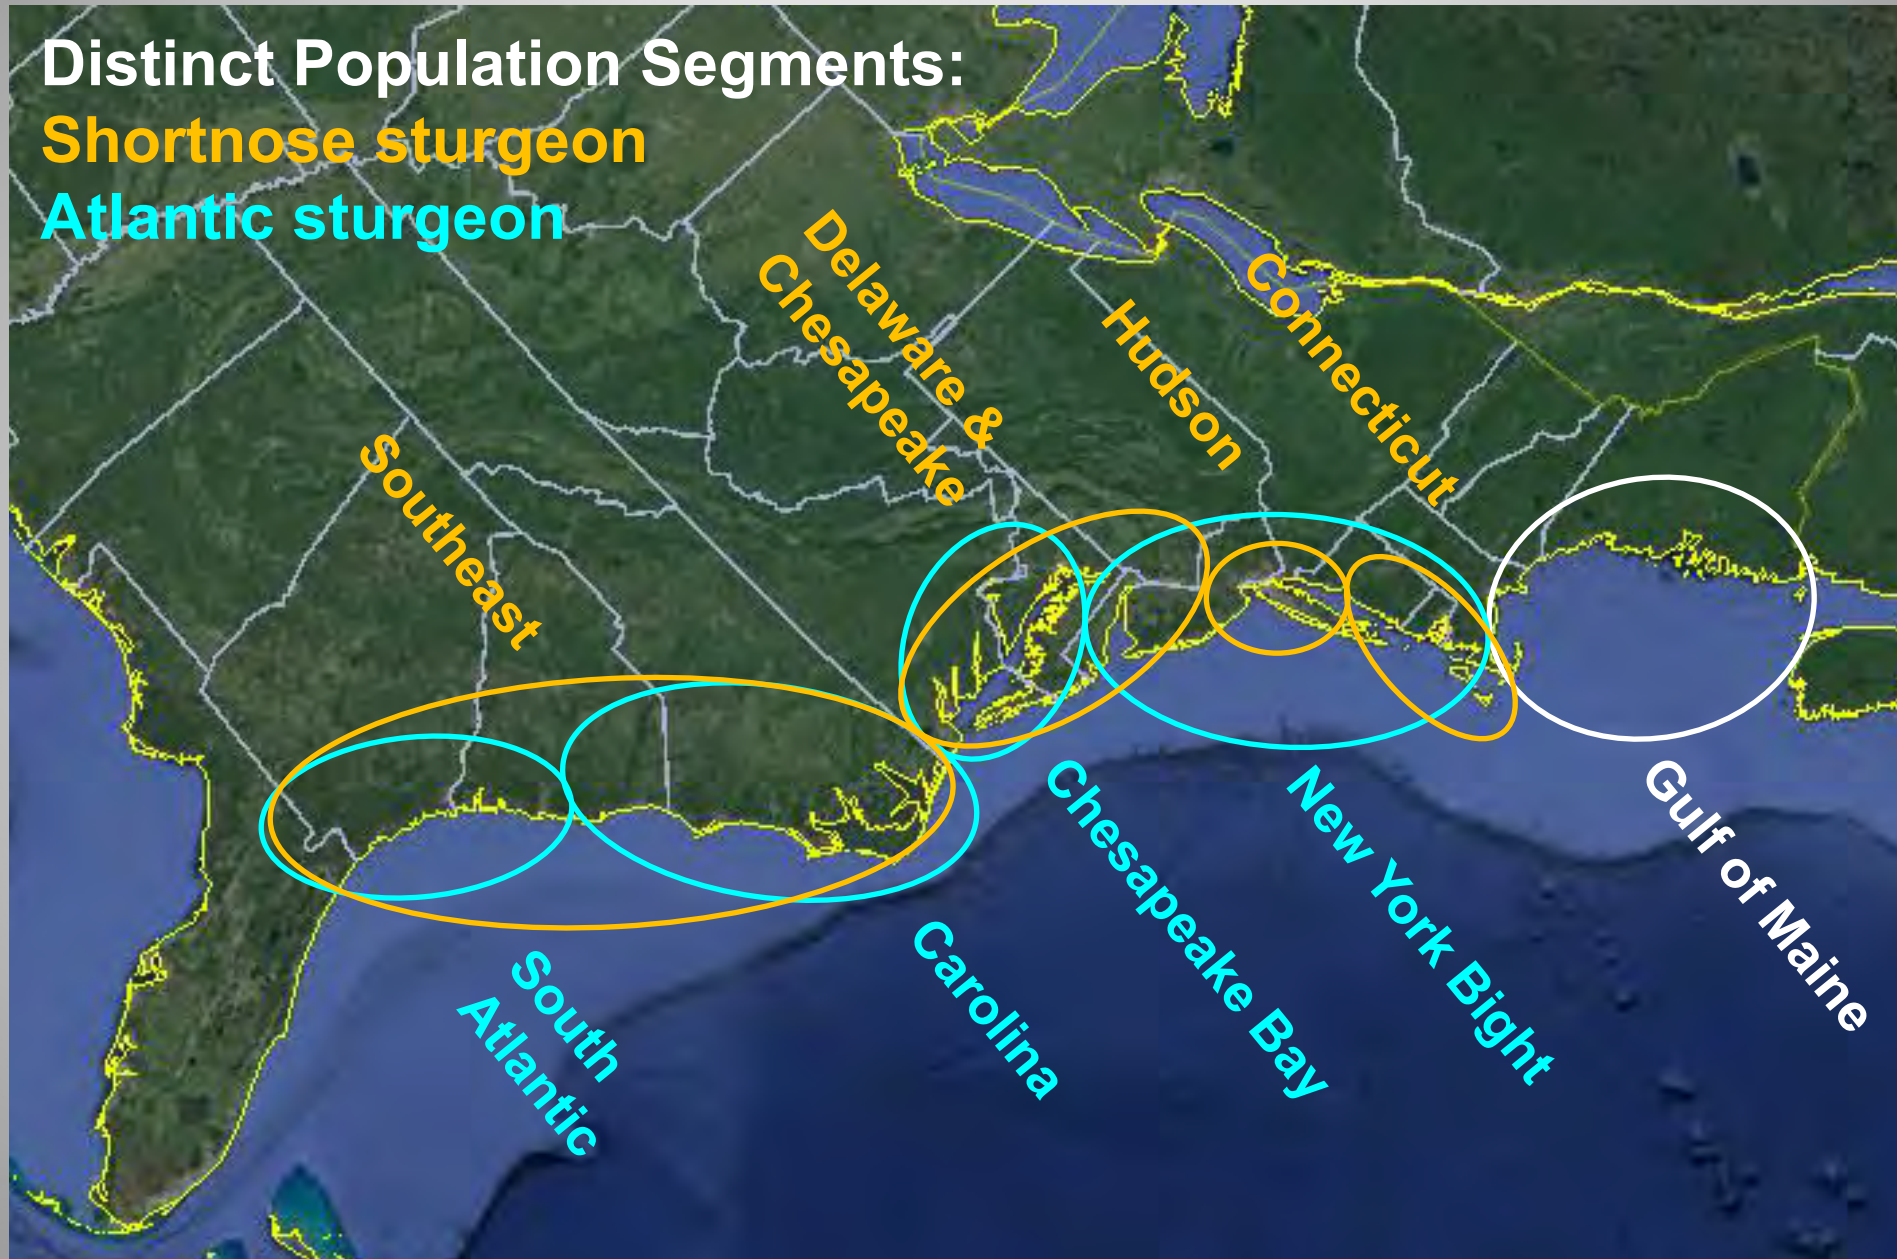 Distinct Population Segments:
Shortnose sturgeon
Atlantic sturgeon
Delaware &
Chesapeake
Connecticut
Hudson
Southeast
South
Atlantic
Carolina
Chesapeake Bay
New York Bight
Gulf of Maine